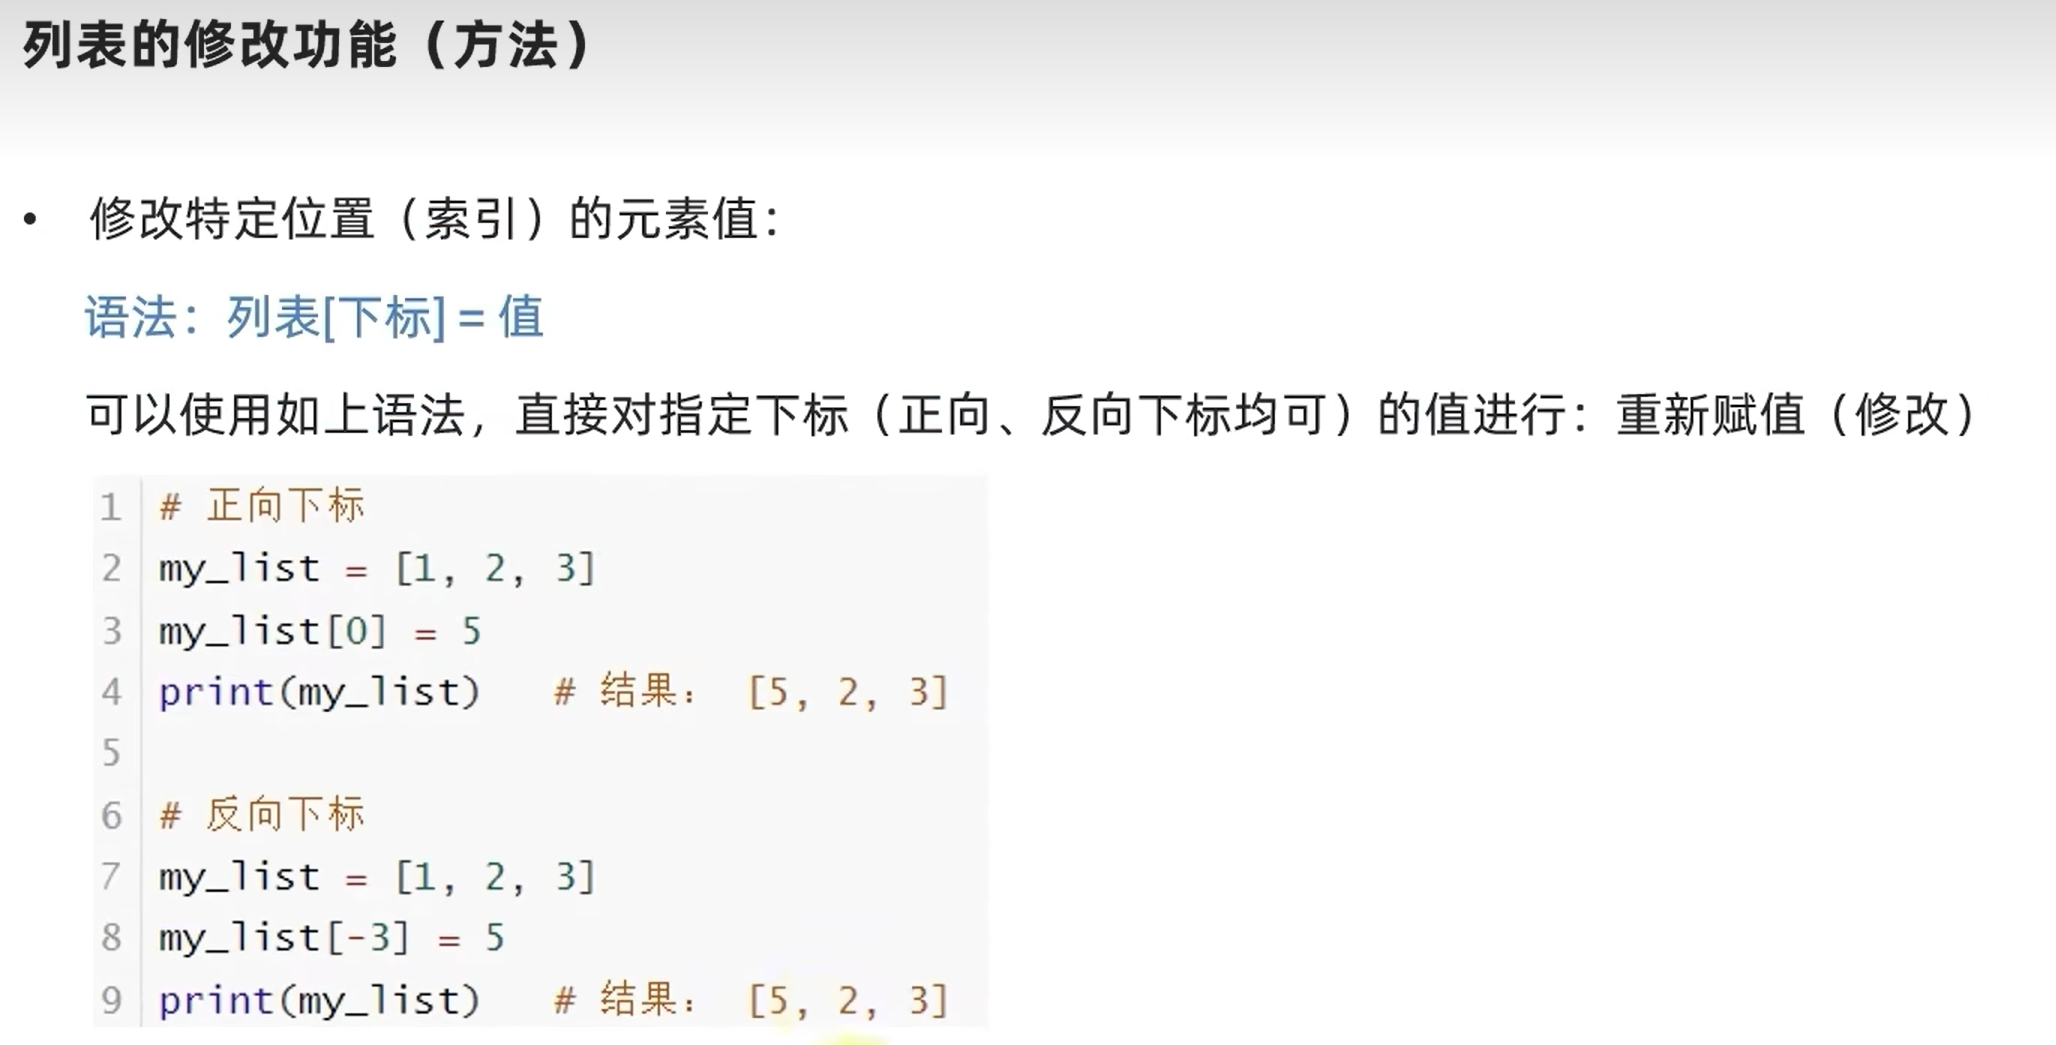 列表的修改功能（方法）
• 修改特定位置（索引）的元素值：
语法：列表[下标] = 值
可以使用如上语法，直接对指定下标（正向、反向下标均可）的值进行：重新赋值（修改）
1 # 正向下标
2 my_list = [1, 2, 3]
3 my_list[0] = 5
4 print(my_list)   # 结果： [5, 2, 3]
5
6 # 反向下标
7 my_list = [1, 2, 3]
8 my_list[-3] = 5
9 print(my_list)   # 结果： [5, 2, 3]